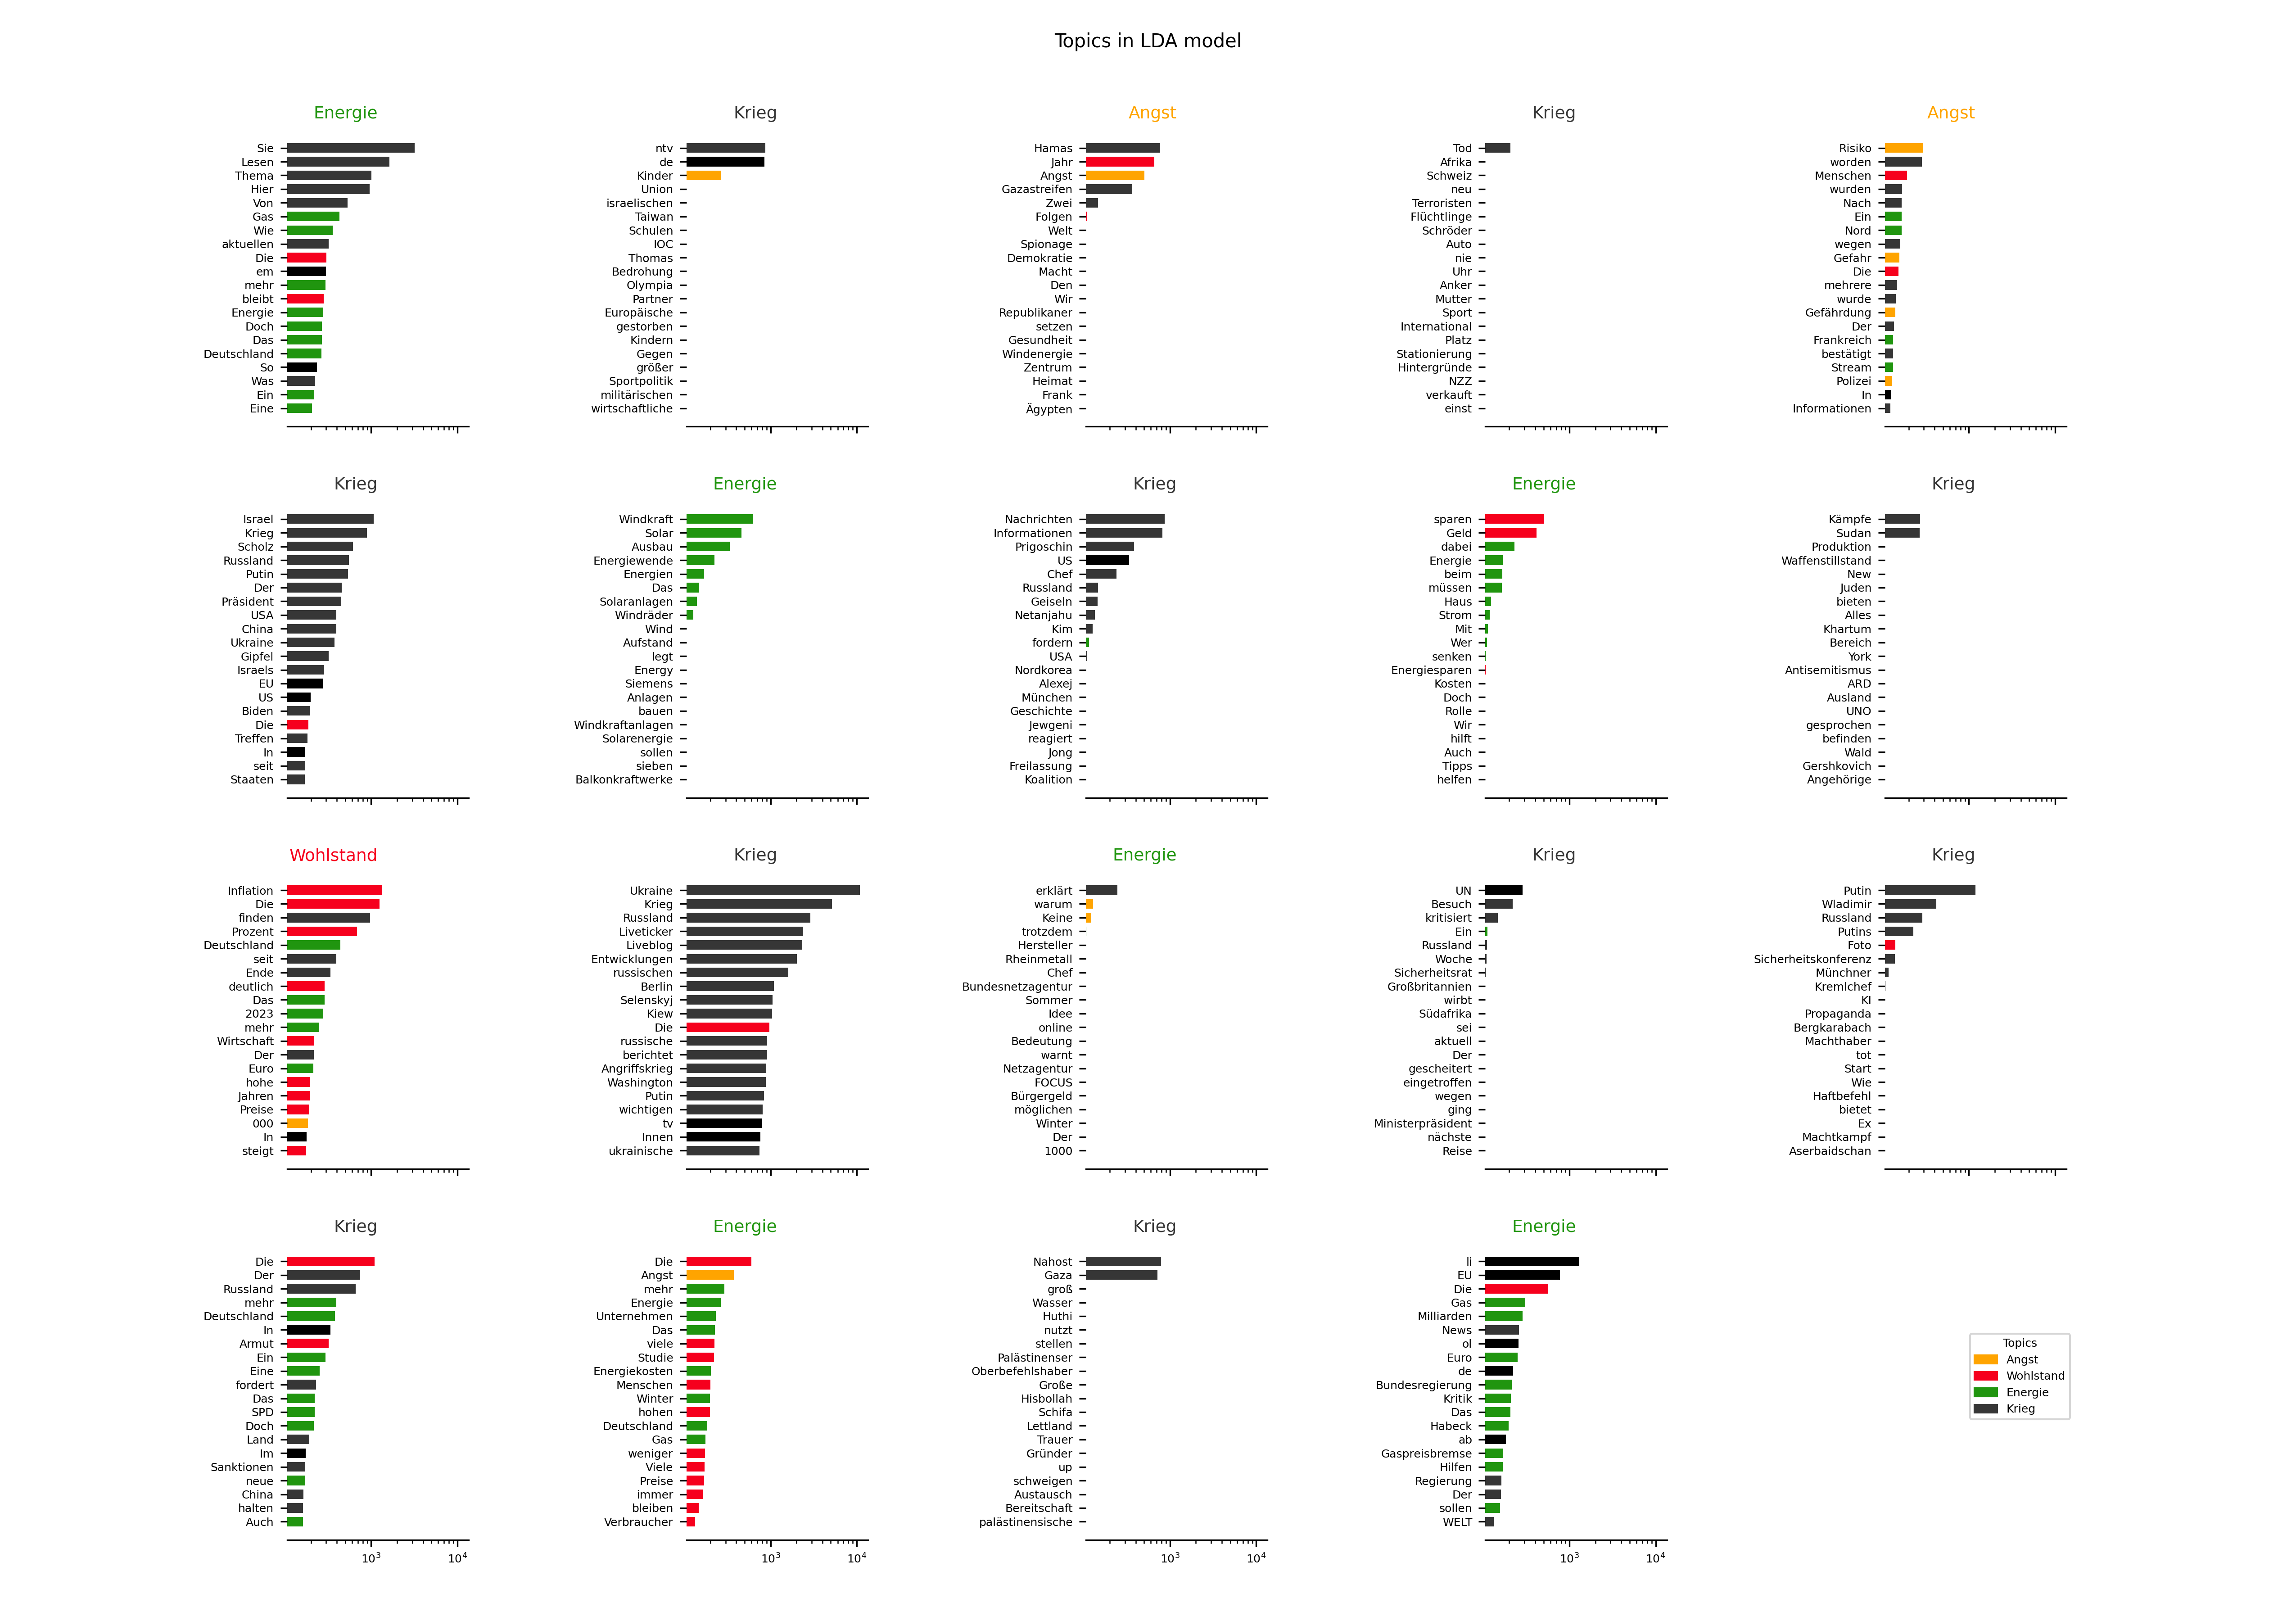 Topics in LDA model
Energie
Sie
Lesen
Thema
Hier
Von
Gas
Wie
aktuellen
Die
em
mehr
bleibt
Energie
Doch
Das
Deutschland
So
Was
Ein
Eine
Krieg
ntv
de
Kinder
Union
israelischen
Taiwan
Schulen
IOC
Thomas
Bedrohung
Olympia
Partner
Europäische
gestorben
Kindern
Gegen
größer
Sportpolitik
militärischen
wirtschaftliche
Angst
Hamas
Jahr
Angst
Gazastreifen
Zwei
Folgen
Welt
Spionage
Demokratie
Macht
Den
Wir
Republikaner
setzen
Gesundheit
Windenergie
Zentrum
Heimat
Frank
Ägypten
Krieg
Tod
Afrika
Schweiz
neu
Terroristen
Flüchtlinge
Schröder
Auto
nie
Uhr
Anker
Mutter
Sport
International
Platz
Stationierung
Hintergründe
NZZ
verkauft
einst
Angst
Risiko
worden
Menschen
wurden
Nach
Ein
Nord
wegen
Gefahr
Die
mehrere
wurde
Gefährdung
Der
Frankreich
bestätigt
Stream
Polizei
In
Informationen
Krieg
Israel
Krieg
Scholz
Russland
Putin
Der
Präsident
USA
China
Ukraine
Gipfel
Israels
EU
US
Biden
Die
Treffen
In
seit
Staaten
Energie
Windkraft
Solar
Ausbau
Energiewende
Energien
Das
Solaranlagen
Windräder
Wind
Aufstand
legt
Energy
Siemens
Anlagen
bauen
Windkraftanlagen
Solarenergie
sollen
sieben
Balkonkraftwerke
Krieg
Nachrichten
Informationen
Prigoschin
US
Chef
Russland
Geiseln
Netanjahu
Kim
fordern
USA
Nordkorea
Alexej
München
Geschichte
Jewgeni
reagiert
Jong
Freilassung
Koalition
Energie
sparen
Geld
dabei
Energie
beim
müssen
Haus
Strom
Mit
Wer
senken
Energiesparen
Kosten
Doch
Rolle
Wir
hilft
Auch
Tipps
helfen
Krieg
Kämpfe
Sudan
Produktion
Waffenstillstand
New
Juden
bieten
Alles
Khartum
Bereich
York
Antisemitismus
ARD
Ausland
UNO
gesprochen
befinden
Wald
Gershkovich
Angehörige
Wohlstand
Inflation
Die
finden
Prozent
Deutschland
seit
Ende
deutlich
Das
2023
mehr
Wirtschaft
Der
Euro
hohe
Jahren
Preise
000
In
steigt
Krieg
Ukraine
Krieg
Russland
Liveticker
Liveblog
Entwicklungen
russischen
Berlin
Selenskyj
Kiew
Die
russische
berichtet
Angriffskrieg
Washington
Putin
wichtigen
tv
Innen
ukrainische
Energie
erklärt
warum
Keine
trotzdem
Hersteller
Rheinmetall
Chef
Bundesnetzagentur
Sommer
Idee
online
Bedeutung
warnt
Netzagentur
FOCUS
Bürgergeld
möglichen
Winter
Der
1000
Krieg
UN
Besuch
kritisiert
Ein
Russland
Woche
Sicherheitsrat
Großbritannien
wirbt
Südafrika
sei
aktuell
Der
gescheitert
eingetroffen
wegen
ging
Ministerpräsident
nächste
Reise
Krieg
Putin
Wladimir
Russland
Putins
Foto
Sicherheitskonferenz
Münchner
Kremlchef
KI
Propaganda
Bergkarabach
Machthaber
tot
Start
Wie
Haftbefehl
bietet
Ex
Machtkampf
Aserbaidschan
Krieg
Die
Der
Russland
mehr
Deutschland
In
Armut
Ein
Eine
fordert
Das
SPD
Doch
Land
Im
Sanktionen
neue
China
halten
Auch
10³
10⁴
Energie
Die
Angst
mehr
Energie
Unternehmen
Das
viele
Studie
Energiekosten
Menschen
Winter
hohen
Deutschland
Gas
weniger
Viele
Preise
immer
bleiben
Verbraucher
10³
10⁴
Krieg
Nahost
Gaza
groß
Wasser
Huthi
nutzt
stellen
Palästinenser
Oberbefehlshaber
Große
Hisbollah
Schifa
Lettland
Trauer
Gründer
up
schweigen
Austausch
Bereitschaft
palästinensische
10³
10⁴
Energie
li
EU
Die
Gas
Milliarden
News
ol
Euro
de
Bundesregierung
Kritik
Das
Habeck
ab
Gaspreisbremse
Hilfen
Regierung
Der
sollen
WELT
10³
10⁴
Topics
Angst
Wohlstand
Energie
Krieg